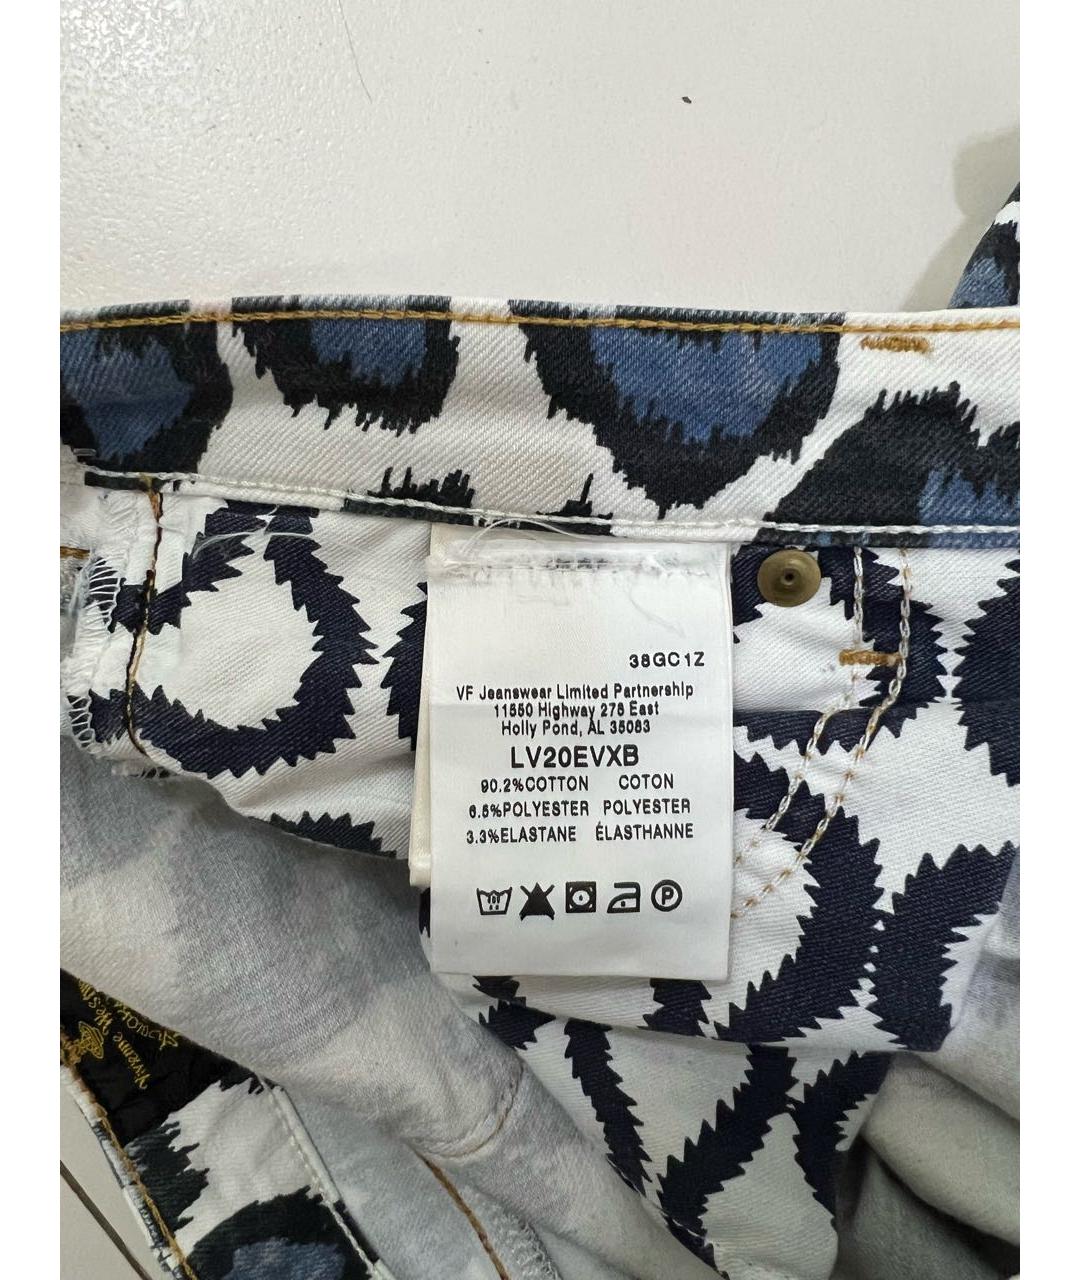 38GC1Z
VF Jeanswear Limited Partnership
11550 Highway 278 East
Holly Pond, AL 35083
LV20EVXB
90.2%COTTON COTON
6.5%POLYESTER POLYESTER
3.3%ELASTANE ÉLASTHANNE
P
Vivienne